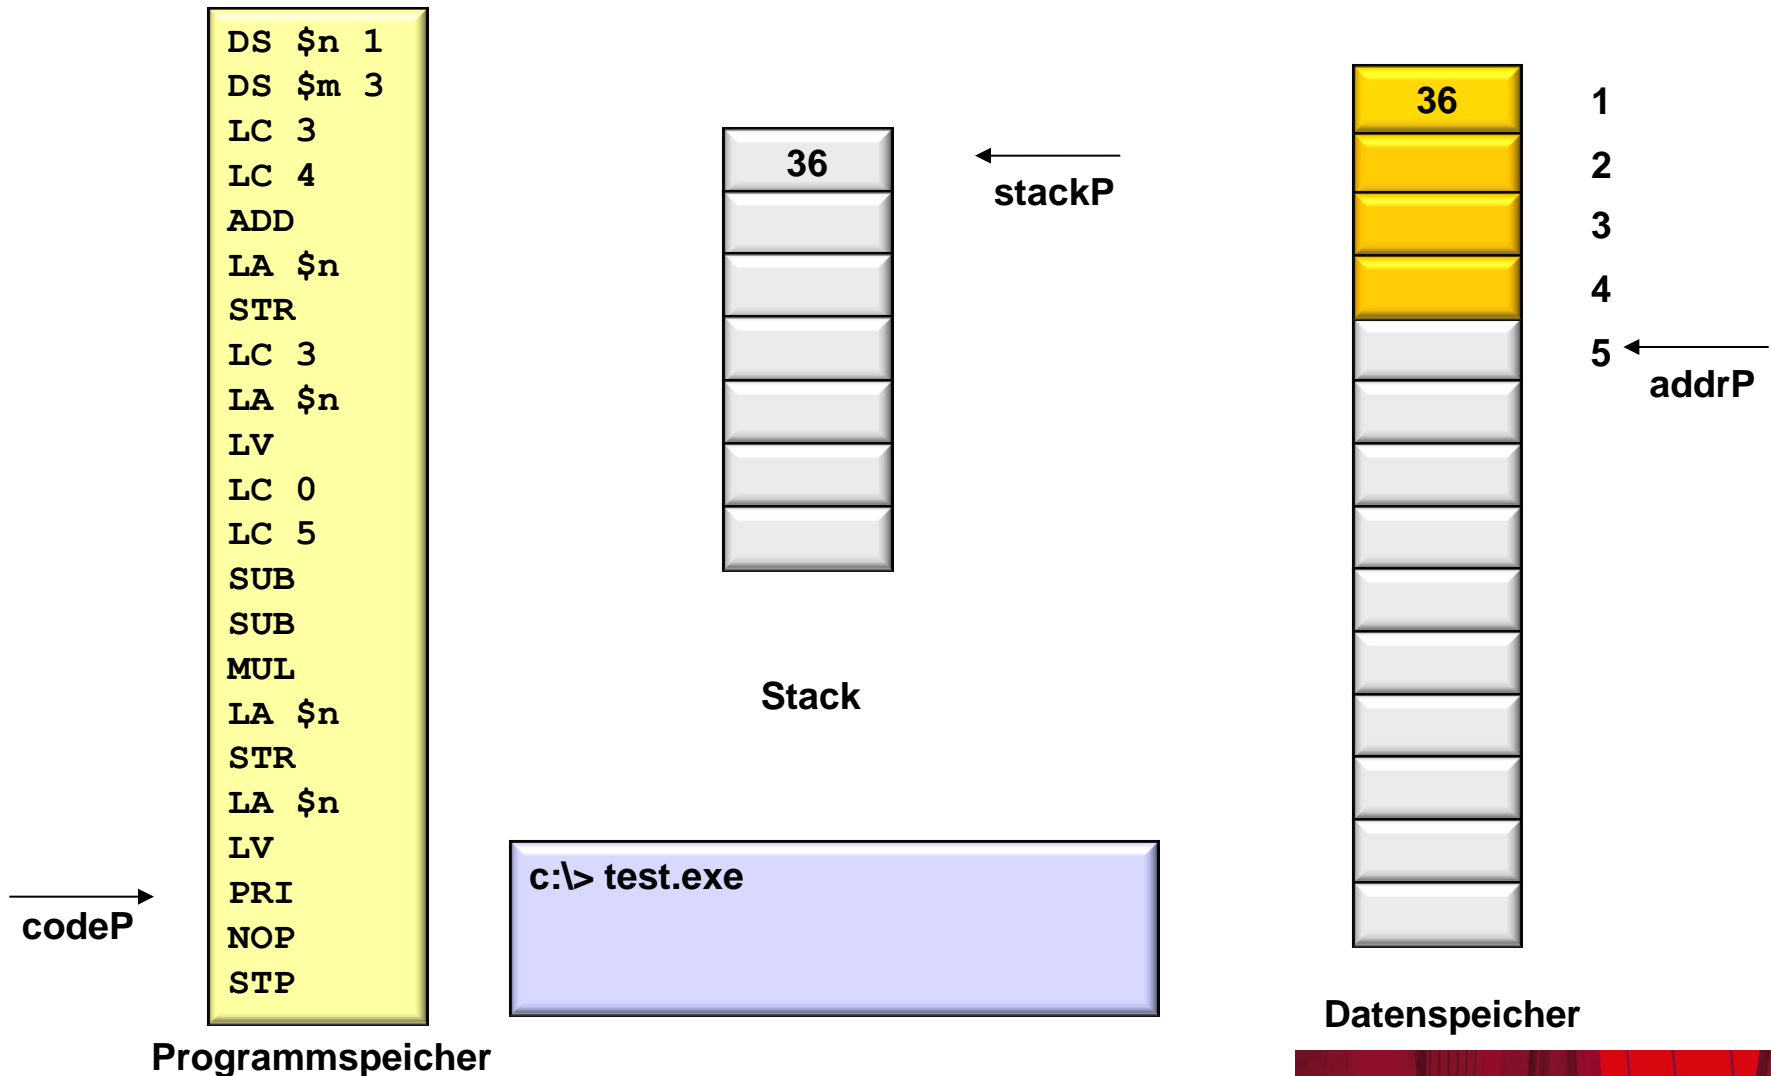 DS $n 1
DS $m 3
LC 3
LC 4
ADD
LA $n
STR
LC 3
LA $n
LV
LC 0
LC 5
SUB
SUB
MUL
LA $n
STR
LA $n
LV
PRI
NOP
STP
codeP
Programmspeicher
36
stackP
Stack
c:\> test.exe
36
1
2
3
4
5
addrP
Datenspeicher